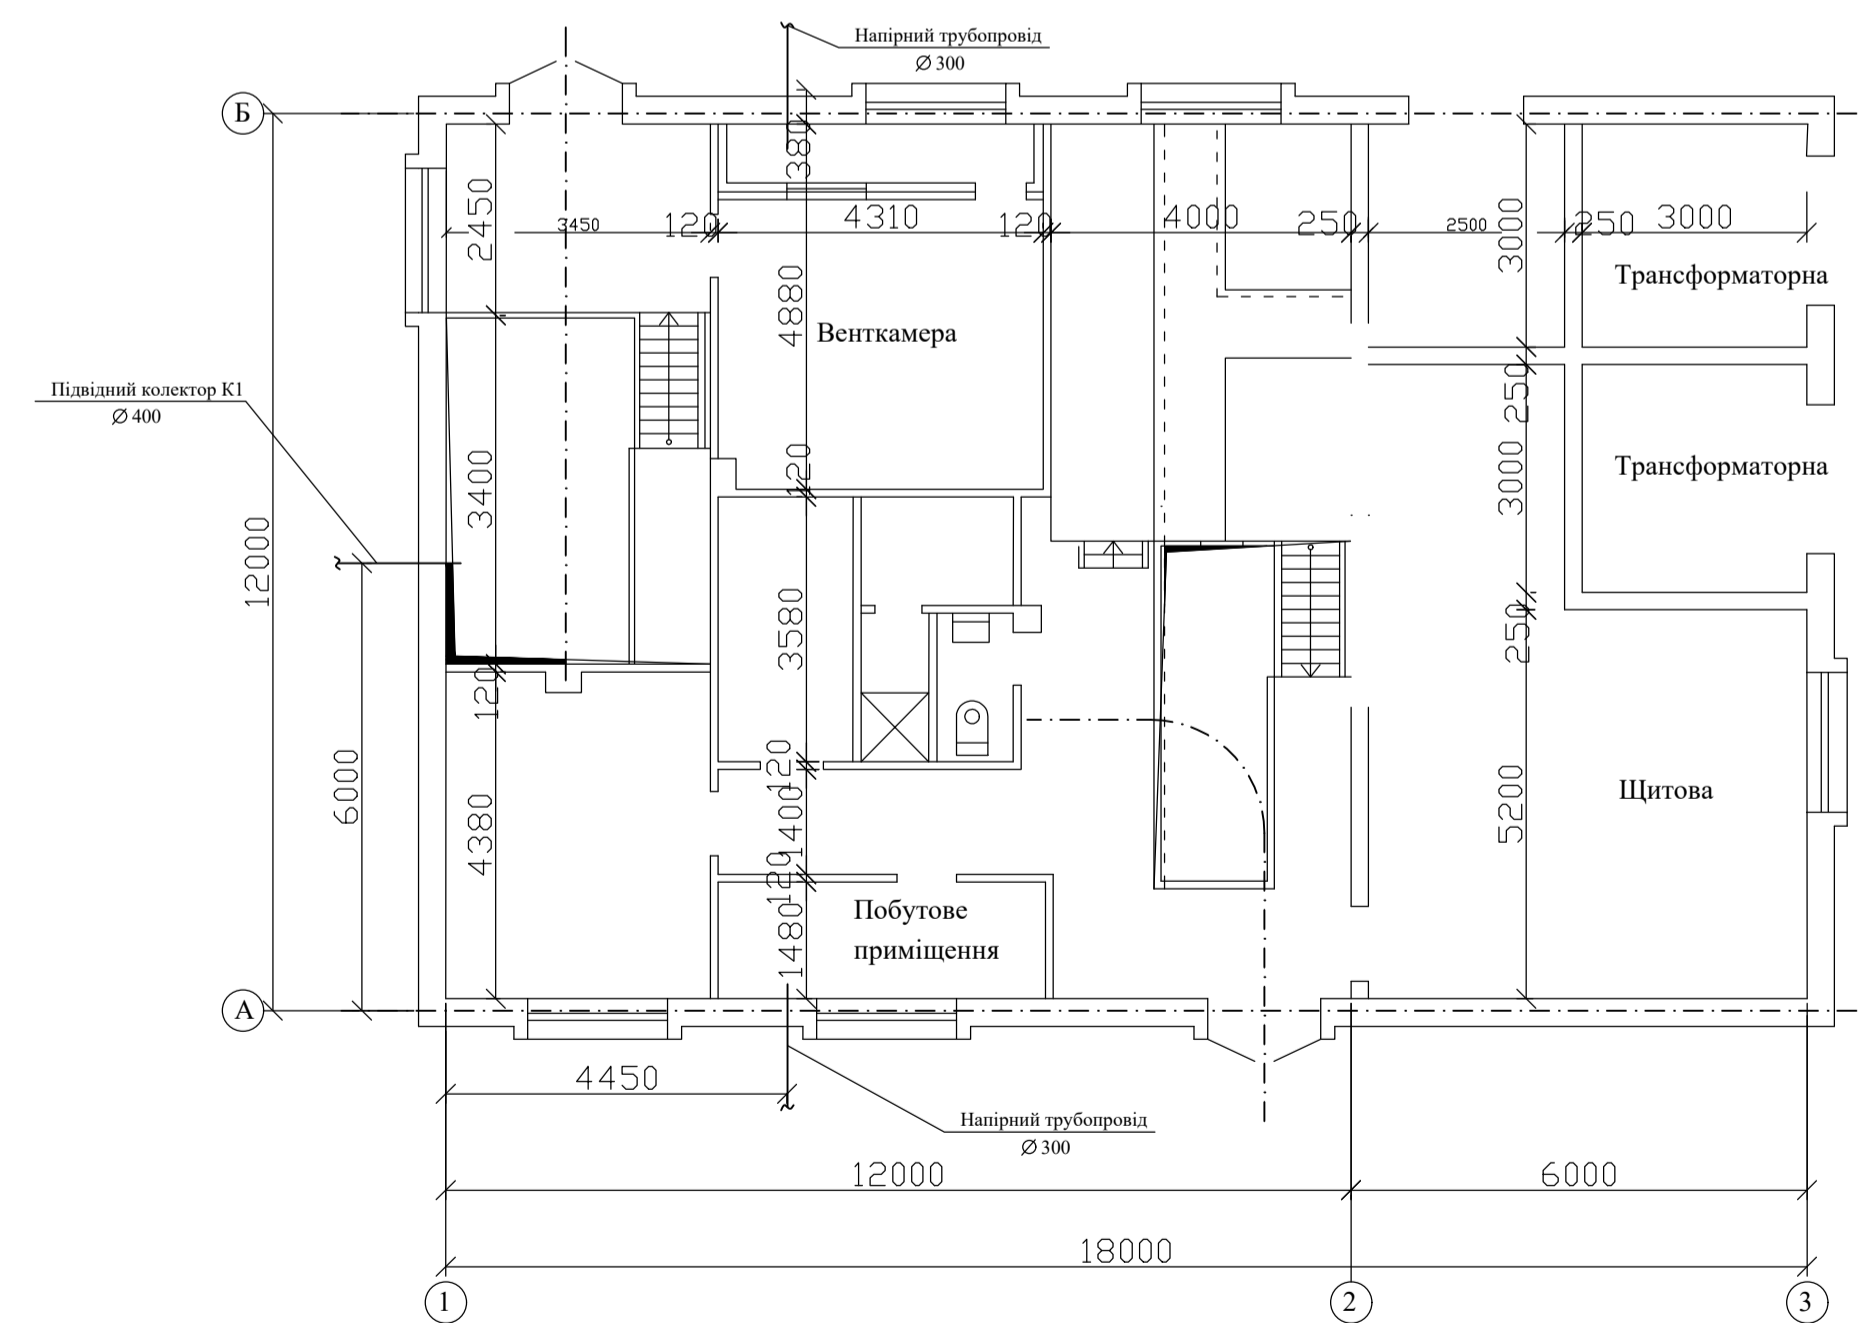 Напірний трубопровід
Ø 300
Б
380
2450
3450
120
4310
120
4000
250
2500
3000
250
3000
Трансформаторна
4880
Венткамера
Підвідний колектор К1
Ø 400
250
3400
120
3000
Трансформаторна
12000
3580
250
120
6000
120
1400
4380
5200
Щитова
120
1480
Побутове
приміщення
А
4450
Напірний трубопровід
Ø 300
12000
6000
18000
1
2
3